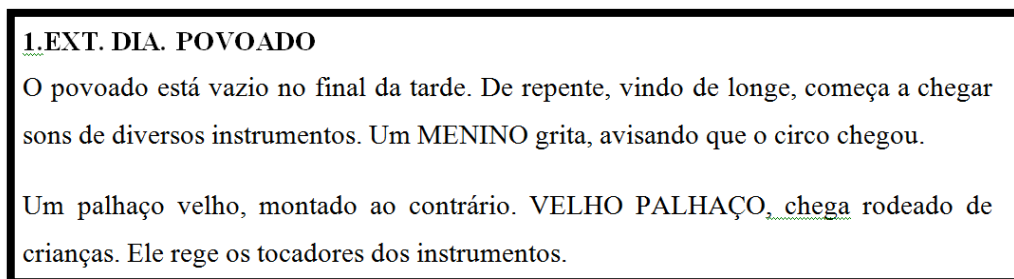 1.EXT. DIA. POVOADO
O povoado está vazio no final da tarde. De repente, vindo de longe, começa a chegar
sons de diversos instrumentos. Um MENINO grita, avisando que o circo chegou.
Um palhaço velho, montado ao contrário. VELHO PALHAÇO, chega rodeado de
crianças. Ele rege os tocadores dos instrumentos.